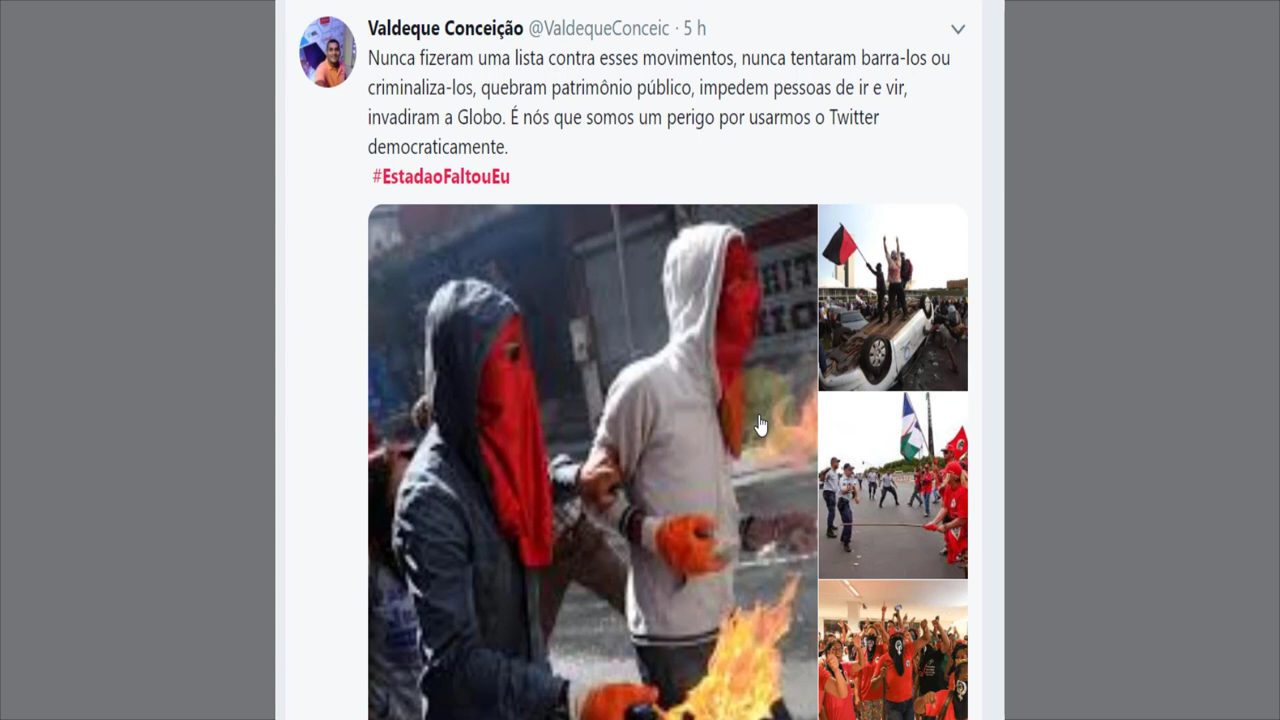 Valdeque Conceição @ValdequeConceic · 5 h
Nunca fizeram uma lista contra esses movimentos, nunca tentaram barra-los ou
criminaliza-los, quebram patrimônio público, impedem pessoas de ir e vir,
invadiram a Globo. É nós que somos um perigo por usarmos o Twitter
democraticamente.
#EstadaoFaltouEu